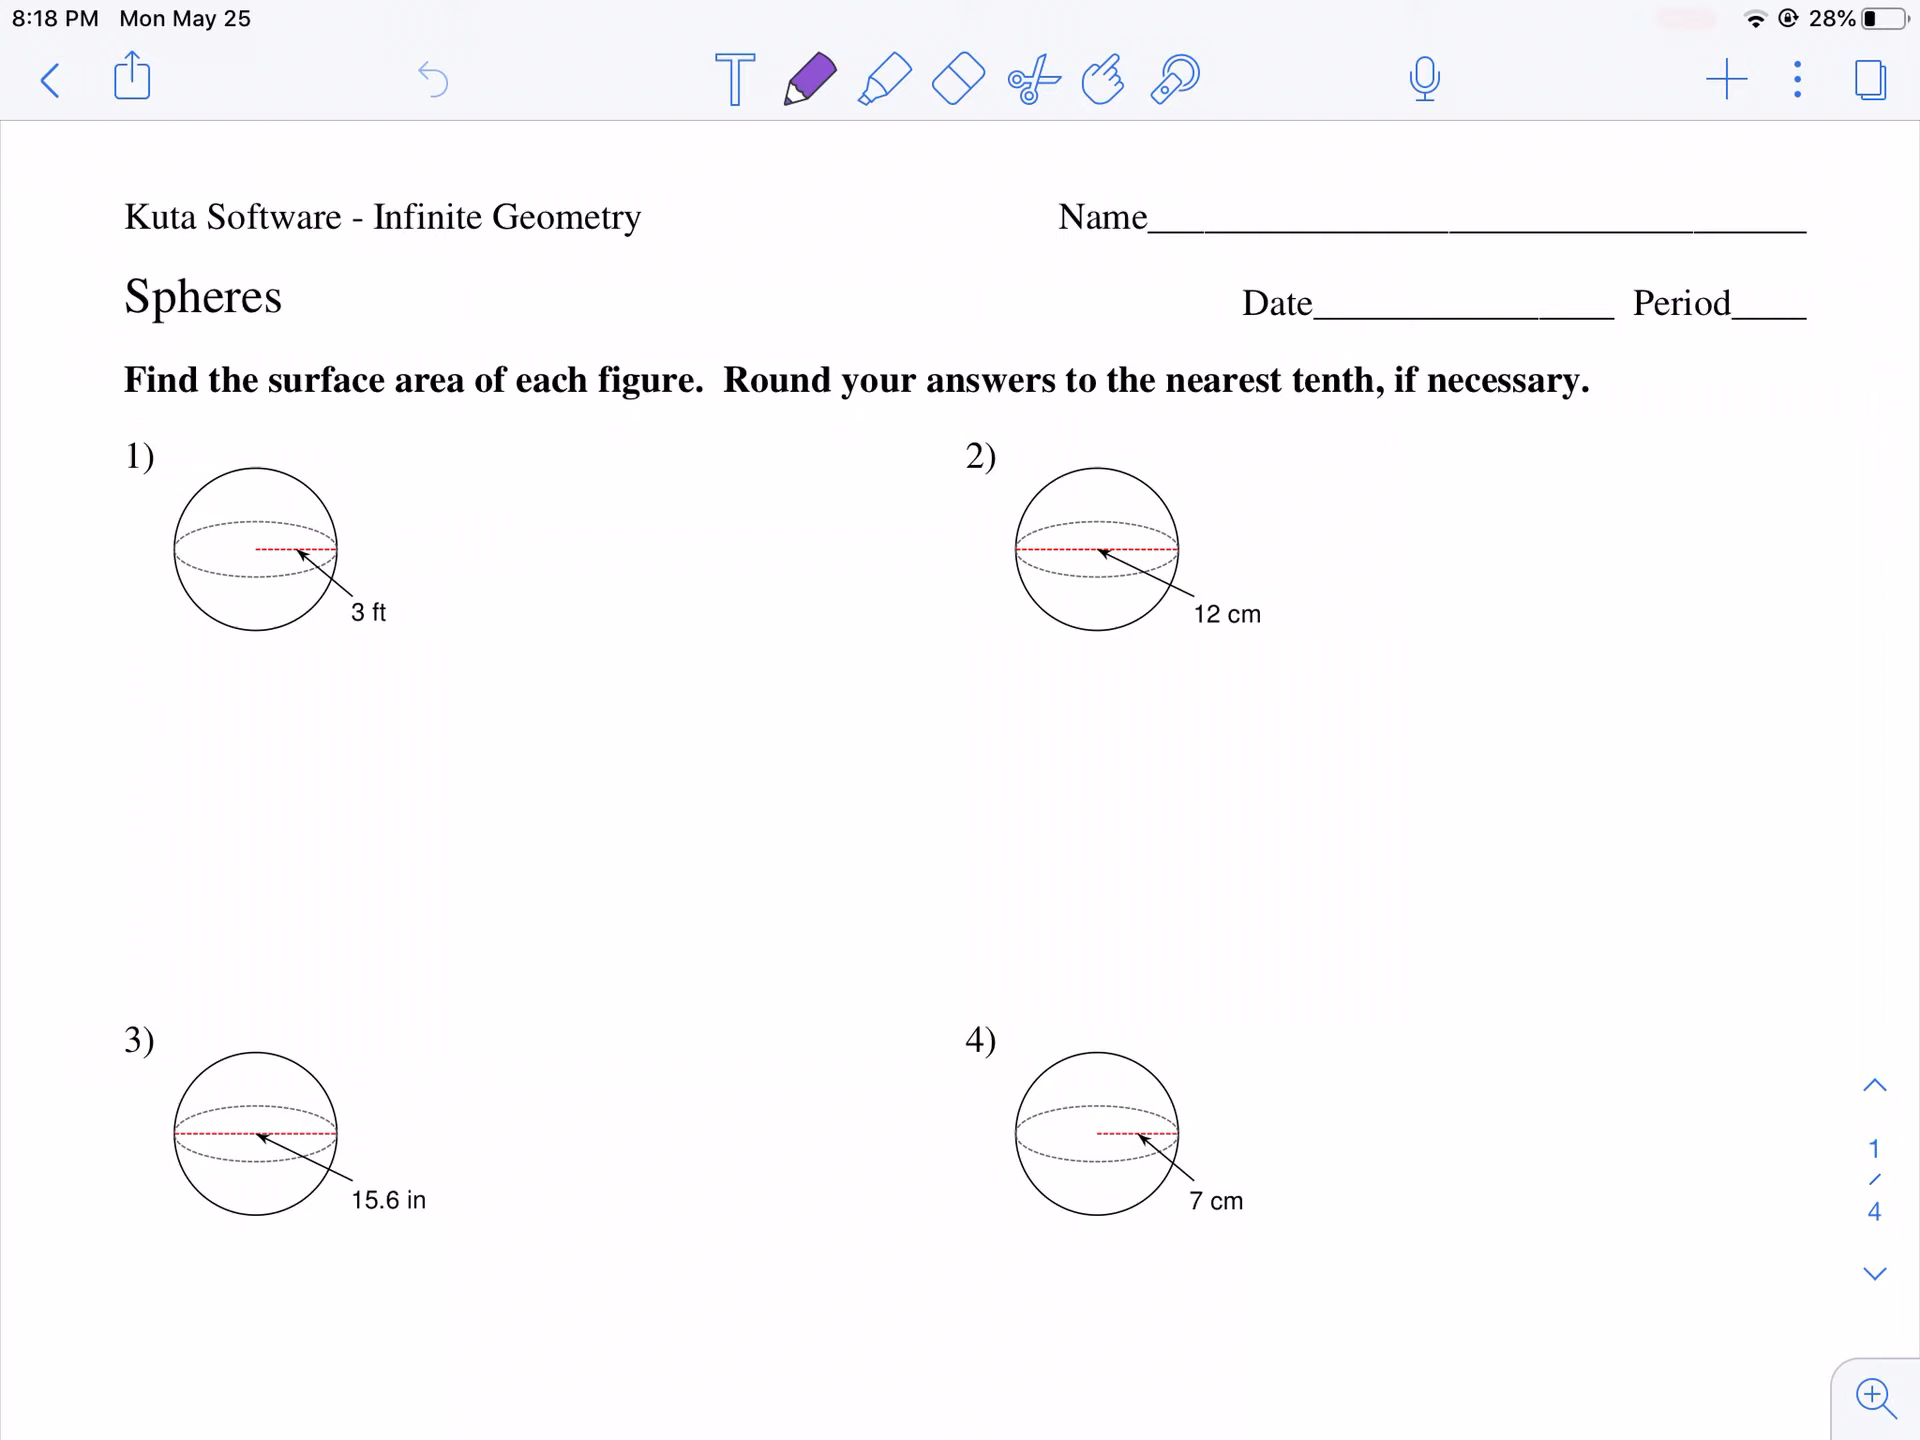 8:18 PM Mon May 25
28%
Kuta Software - Infinite Geometry
Name
Spheres
Date Period
Find the surface area of each figure. Round your answers to the nearest tenth, if necessary.
1)
2)
3 ft
12 cm
3)
4)
15.6 in
7 cm
1
/
4